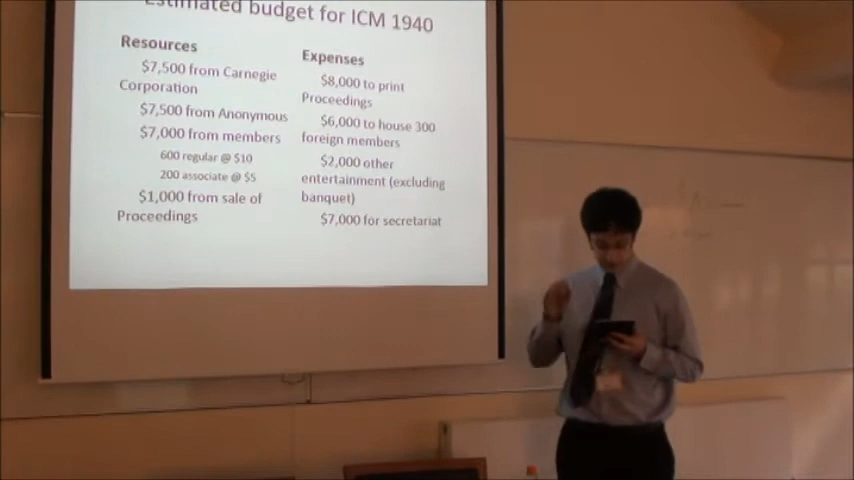 Estimated budget for ICM 1940
Resources
$7,500 from Carnegie
Corporation
$7,500 from Anonymous
$7,000 from members
600 regular @ $10
200 associate @ $5
$1,000 from sale of
Proceedings
Expenses
$8,000 to print
Proceedings
$6,000 to house 300
foreign members
$2,000 other
entertainment (excluding
banquet)
$7,000 for secretariat